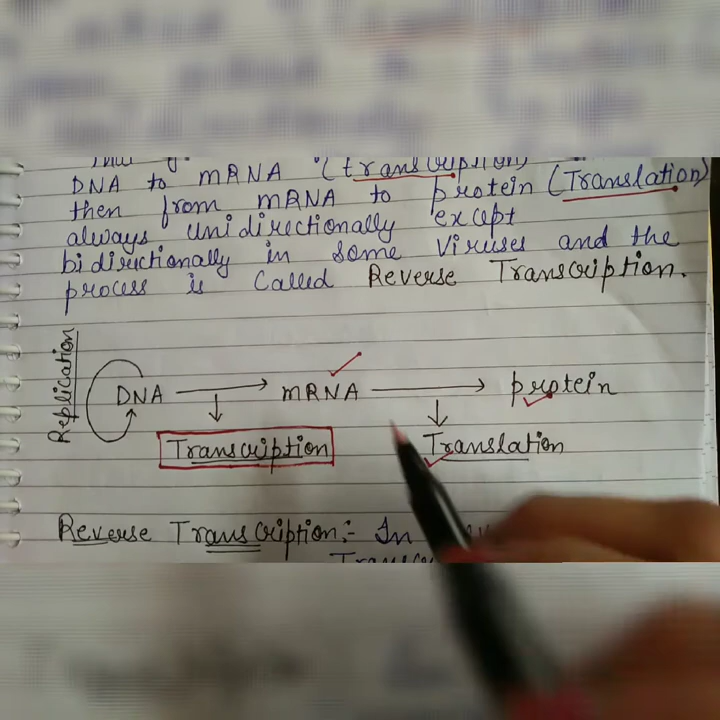 DNA to mRNA (transcription)
then from mRNA to protein (Translation)
always unidirectionally except
bidirectionally in some viruses and the
process is called Reverse Transcription.
Replication
DNA → mRNA → protein
↓ ↓
Transcription Translation
Reverse Transcription:- In